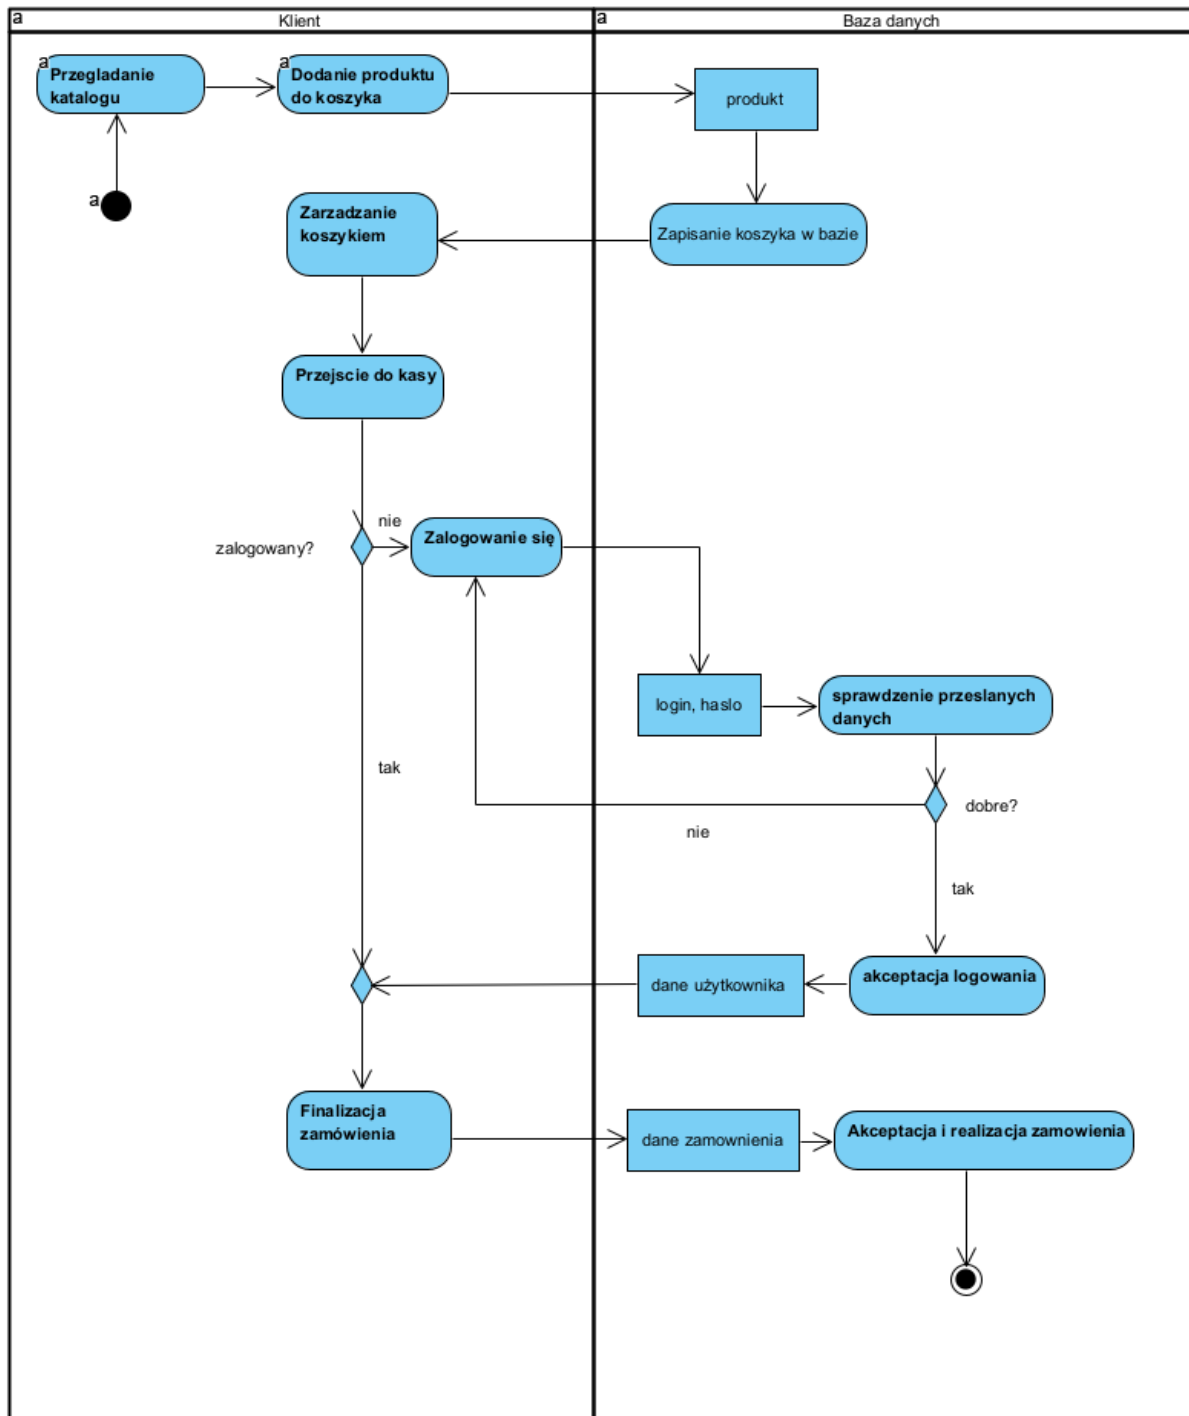 a
Klient
a
Baza danych
a
Przegladanie
katalogu
a
Dodanie produktu
do koszyka
produkt
a
Zarzadzanie
koszykiem
Zapisanie koszyka w bazie
Przejscie do kasy
zalogowany?
nie
Zalogowanie się
login, haslo
sprawdzenie przeslanych
danych
tak
nie
dobre?
tak
dane użytkownika
akceptacja logowania
Finalizacja
zamówienia
dane zamownienia
Akceptacja i realizacja zamowienia